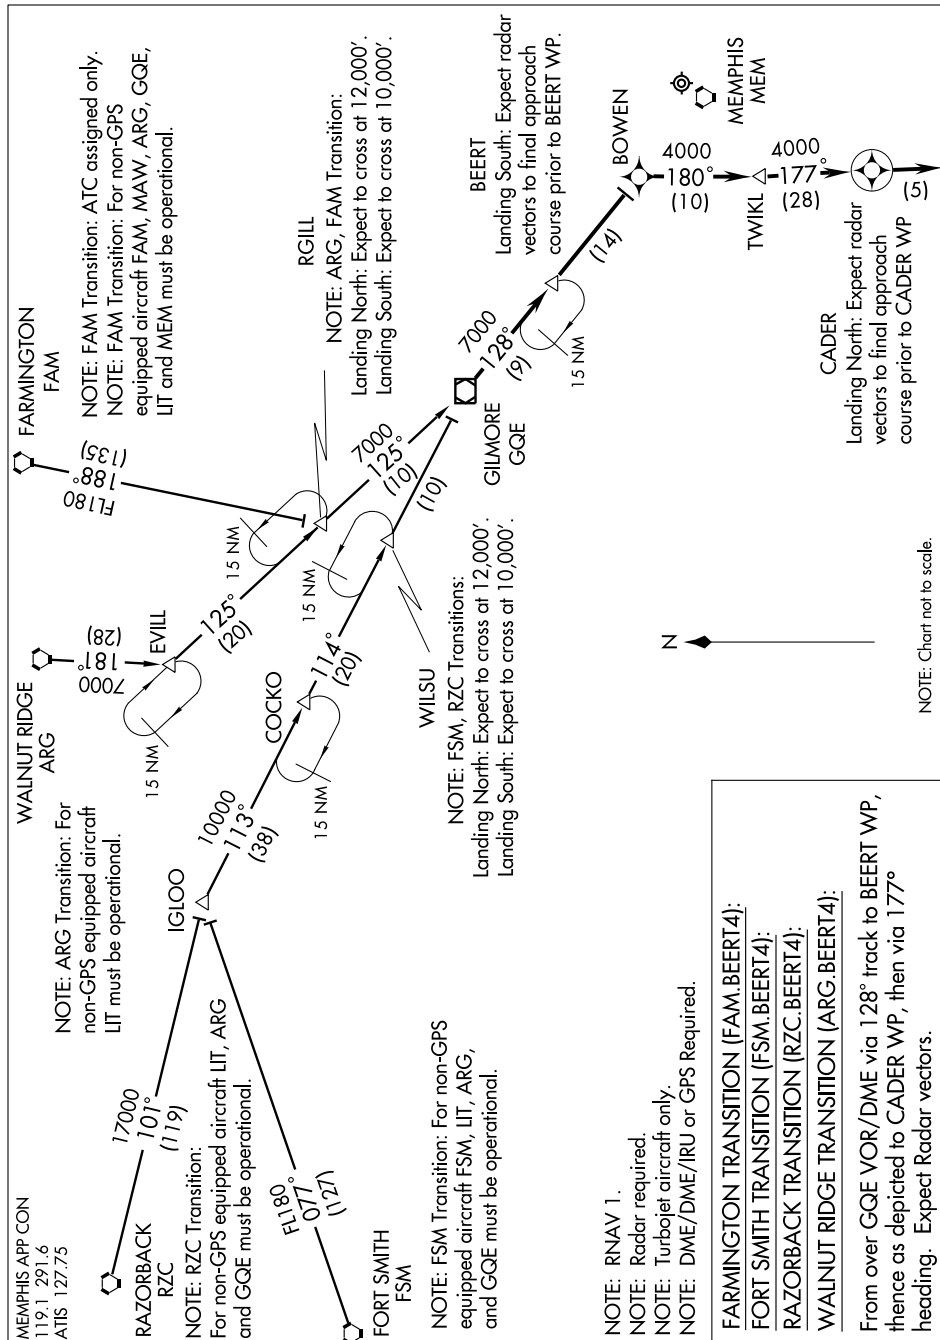 MEMPHIS APP CON
119.1 291.6
ATIS 127.75
RAZORBACK
RZC
NOTE: RZC Transition:
For non-GPS equipped aircraft LIT, ARG
and GQE must be operational.
17000
101°
(119)
FORT SMITH
FSM
FL180
077°
(127)
NOTE: FSM Transition: For non-GPS
equipped aircraft FSM, LIT, ARG,
and GQE must be operational.
IGLOO
10000
113°
(38)
COCKO
15 NM
114°
(20)
WALNUT RIDGE
ARG
NOTE: ARG Transition: For
non-GPS equipped aircraft
LIT must be operational.
7000
181°
(28)
EVILL
15 NM
125°
(20)
FARMINGTON
FAM
NOTE: FAM Transition: ATC assigned only.
NOTE: FAM Transition: For non-GPS
equipped aircraft FAM, MAW, ARG, GQE,
LIT and MEM must be operational.
FL180
188°
(135)
RGILL
15 NM
NOTE: ARG, FAM Transition:
Landing North: Expect to cross at 12,000'.
Landing South: Expect to cross at 10,000'.
7000
125°
(10)
15 NM
WILSU
NOTE: FSM, RZC Transitions:
Landing North: Expect to cross at 12,000'.
Landing South: Expect to cross at 10,000'.
(10)
GILMORE
GQE
7000
128°
(9)
15 NM
BEERT
Landing South: Expect radar
vectors to final approach
course prior to BEERT WP.
(14)
BOWEN
4000
180°
(10)
TWIKL
4000
177°
(28)
MEMPHIS
MEM
CADER
Landing North: Expect radar
vectors to final approach
course prior to CADER WP
(5)
N
NOTE: Chart not to scale.
NOTE: RNAV 1.
NOTE: Radar required.
NOTE: Turbojet aircraft only.
NOTE: DME/DME/IRU or GPS Required.
FARMINGTON TRANSITION (FAM.BEERT4):
FORT SMITH TRANSITION (FSM.BEERT4):
RAZORBACK TRANSITION (RZC.BEERT4):
WALNUT RIDGE TRANSITION (ARG.BEERT4):
From over GQE VOR/DME via 128° track to BEERT WP,
thence as depicted to CADER WP, then via 177°
heading. Expect Radar vectors.